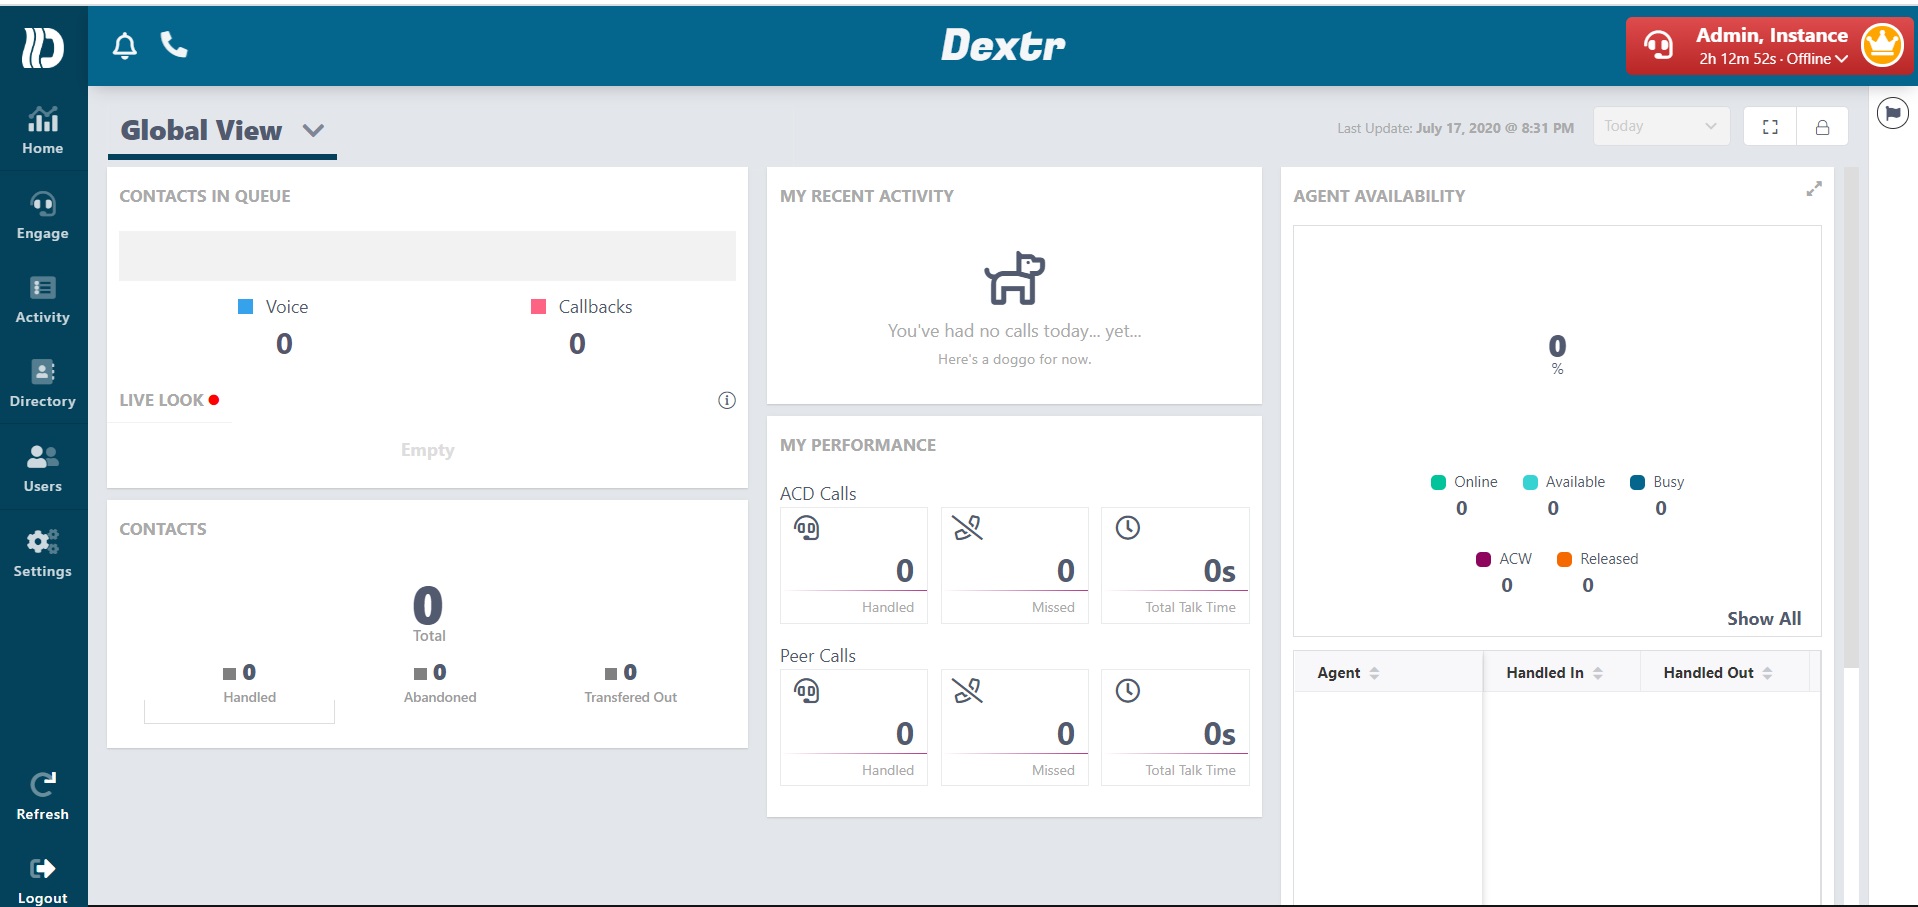 Dextr
Admin, Instance
2h 12m 52s · Offline
Home
Engage
Activity
Directory
Users
Settings
Refresh
Logout
Global View
Last Update: July 17, 2020 @ 8:31 PM
Today
CONTACTS IN QUEUE
Voice
Callbacks
0
0
LIVE LOOK
Empty
CONTACTS
0
Total
0
0
0
Handled
Abandoned
Transfered Out
MY RECENT ACTIVITY
You've had no calls today... yet...
Here's a doggo for now.
MY PERFORMANCE
ACD Calls
0
0
0s
Handled
Missed
Total Talk Time
Peer Calls
0
0
0s
Handled
Missed
Total Talk Time
AGENT AVAILABILITY
0
%
Online
Available
Busy
0
0
0
ACW
Released
0
0
Show All
Agent
Handled In
Handled Out